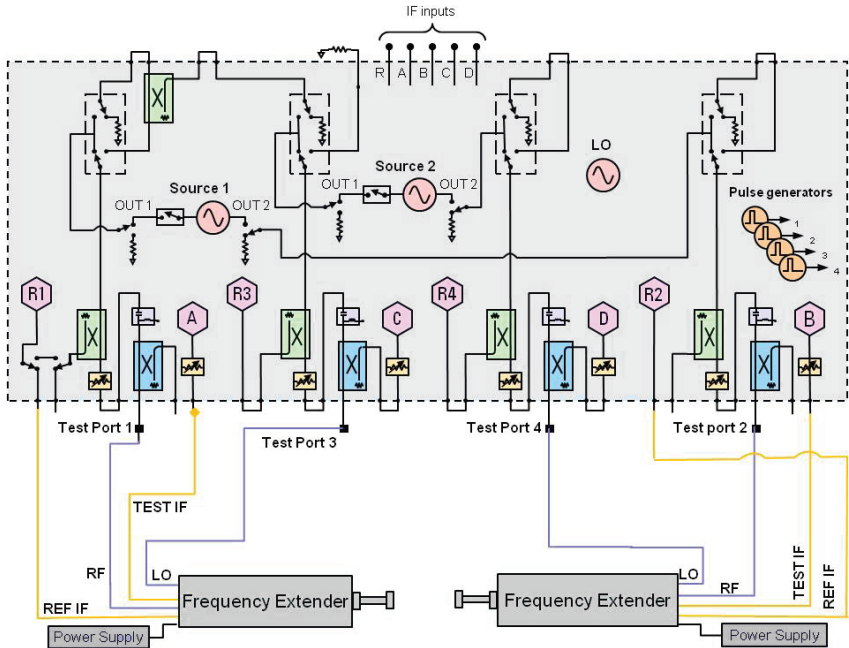 IF inputs
R A B C D
LO
Source 1
Source 2
OUT 1
OUT 2
OUT 1
OUT 2
Pulse generators
1
2
3
4
R1
A
R3
C
R4
D
R2
B
X
X
X
X
X
X
X
X
X
Test Port 1
Test Port 3
Test Port 4
Test port 2
TEST IF
RF
LO
REF IF
LO
RF
TEST IF
REF IF
Frequency Extender
Frequency Extender
Power Supply
Power Supply